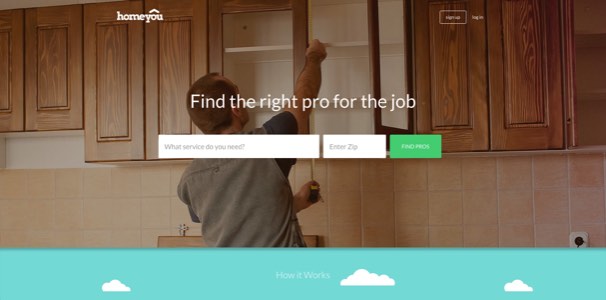 homeyou
sign up
log in
Find the right pro for the job
What service do you need?
Enter Zip
FIND PROS
How it Works